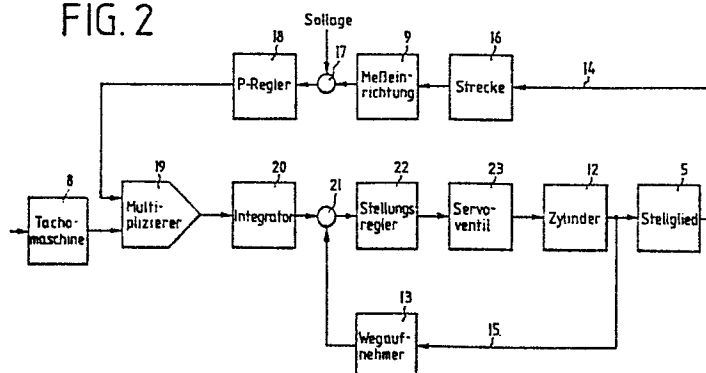 FIG. 2
Sollage
18
17
9
16
P-Regler
Meßein-
richtung
Strecke
14
8
19
20
21
22
23
12
5
Tacho-
maschine
Multi-
plizierer
Integrator
Stellungs-
regler
Servo-
ventil
Zylinder
Stellglied
13
Wegauf-
nehmer
15